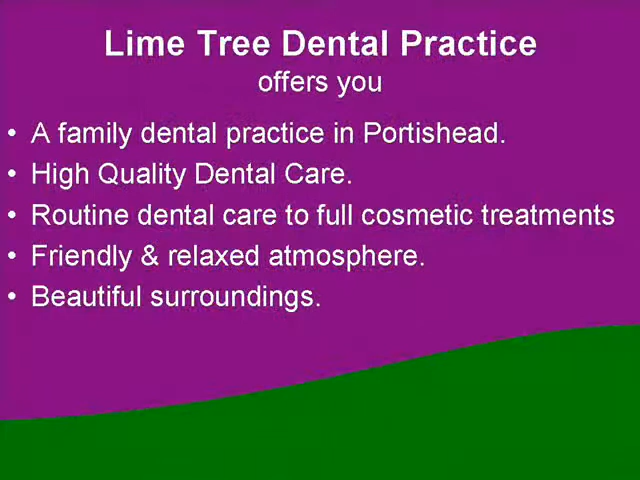 Lime Tree Dental Practice
offers you
• A family dental practice in Portishead.
• High Quality Dental Care.
• Routine dental care to full cosmetic treatments
• Friendly & relaxed atmosphere.
• Beautiful surroundings.